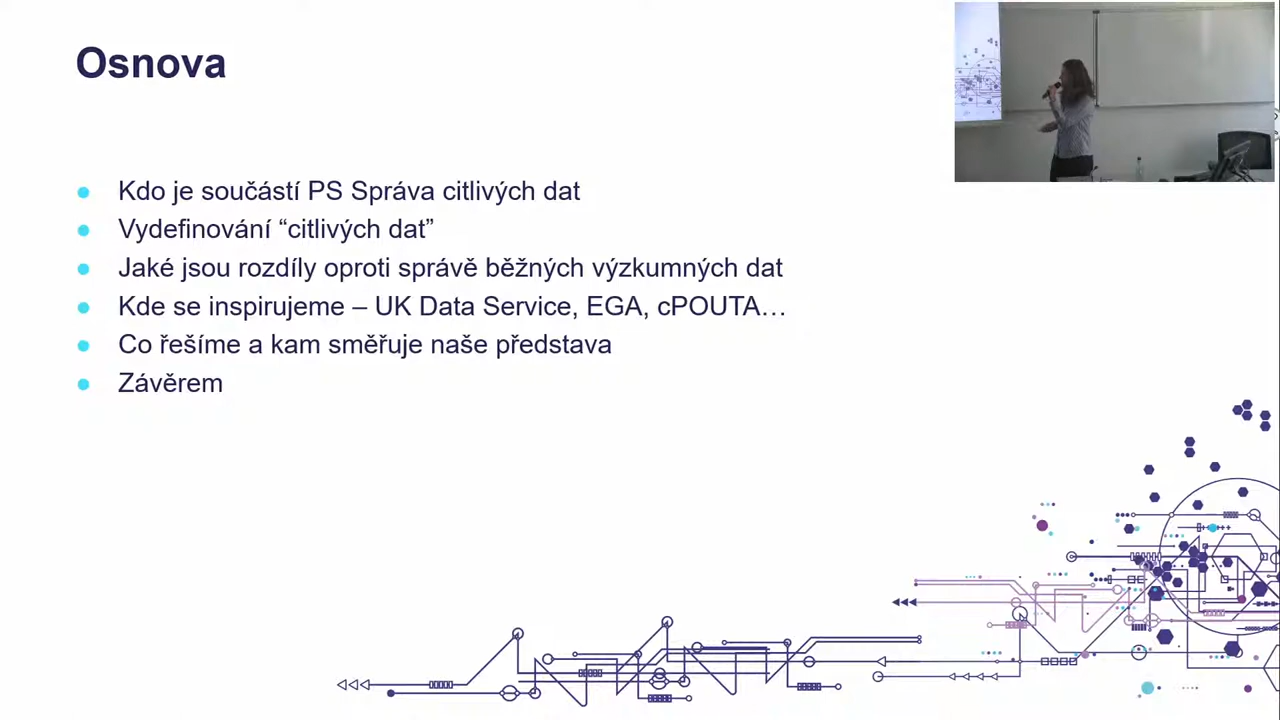 Osnova
Kdo je součástí PS Správa citlivých dat
Vydefinování “citlivých dat”
Jaké jsou rozdíly oproti správě běžných výzkumných dat
Kde se inspirujeme – UK Data Service, EGA, cPOUTA…
Co řešíme a kam směřuje naše představa
Závěrem